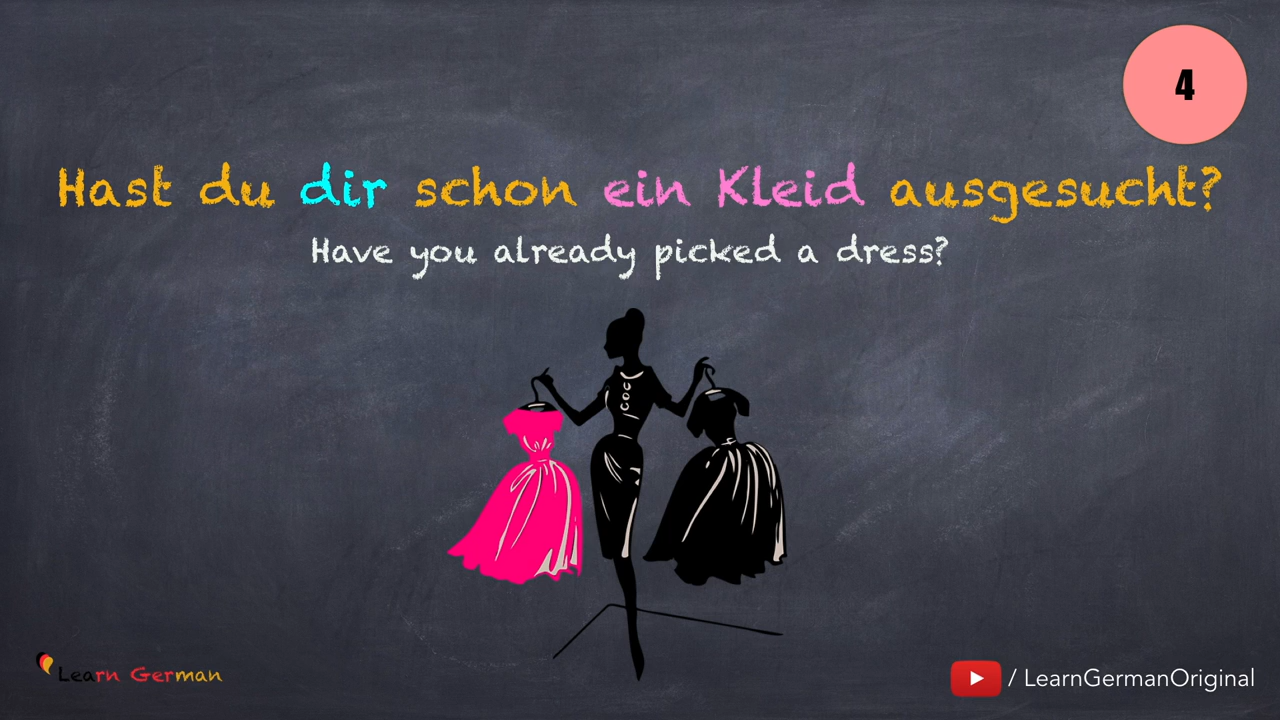 4
Hast du dir schon ein Kleid ausgesucht?
Have you already picked a dress?
Learn German
/ LearnGermanOriginal